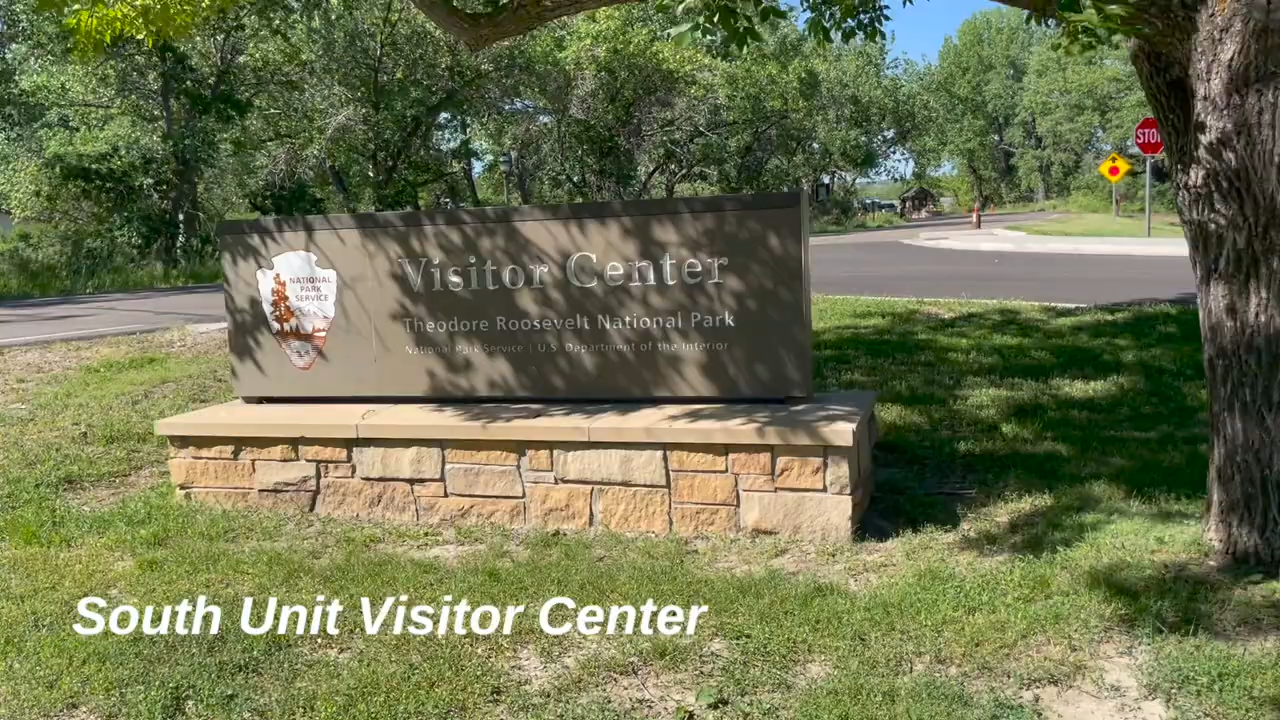 STOP
NATIONAL
PARK
SERVICE
Visitor Center
Theodore Roosevelt National Park
National Park Service | U.S. Department of the Interior
South Unit Visitor Center